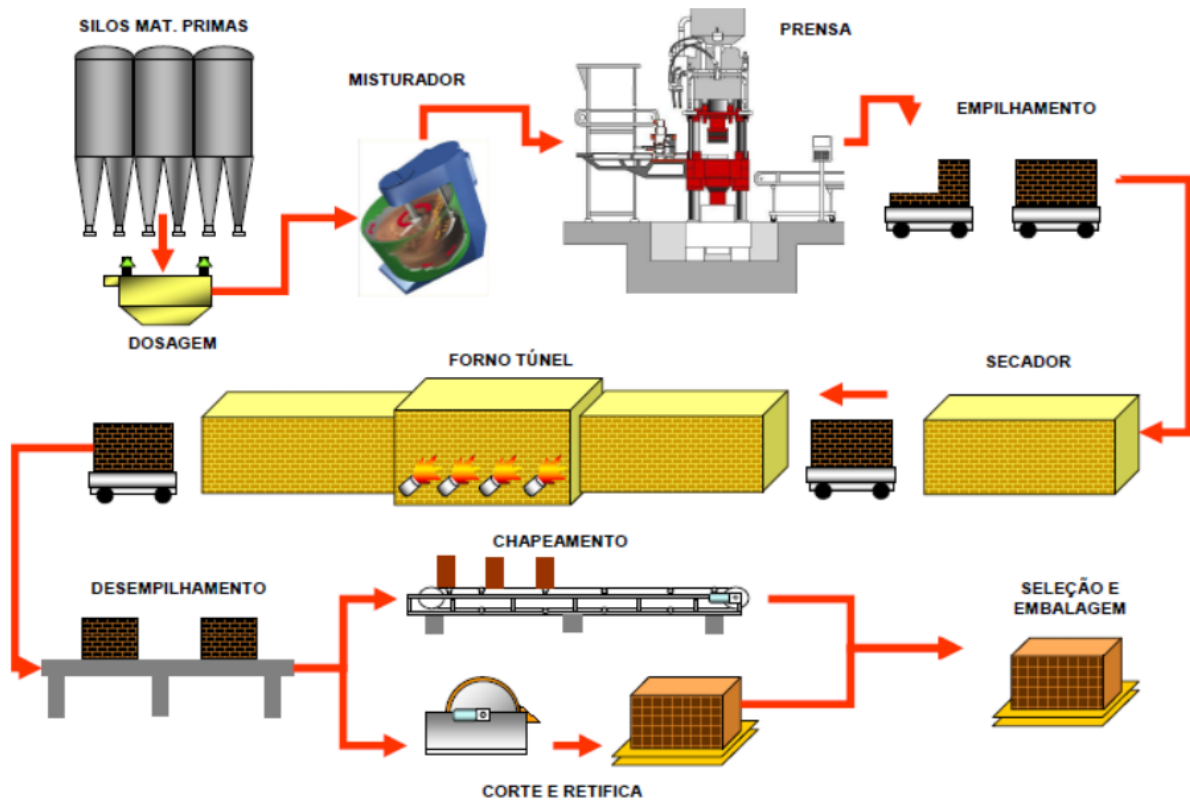 SILOS MAT. PRIMAS
MISTURADOR
PRENSA
EMPILHAMENTO
DOSAGEM
FORNO TÚNEL
SECADOR
CHAPEAMENTO
DESEMPILHAMENTO
SELEÇÃO E
EMBALAGEM
CORTE E RETIFICA